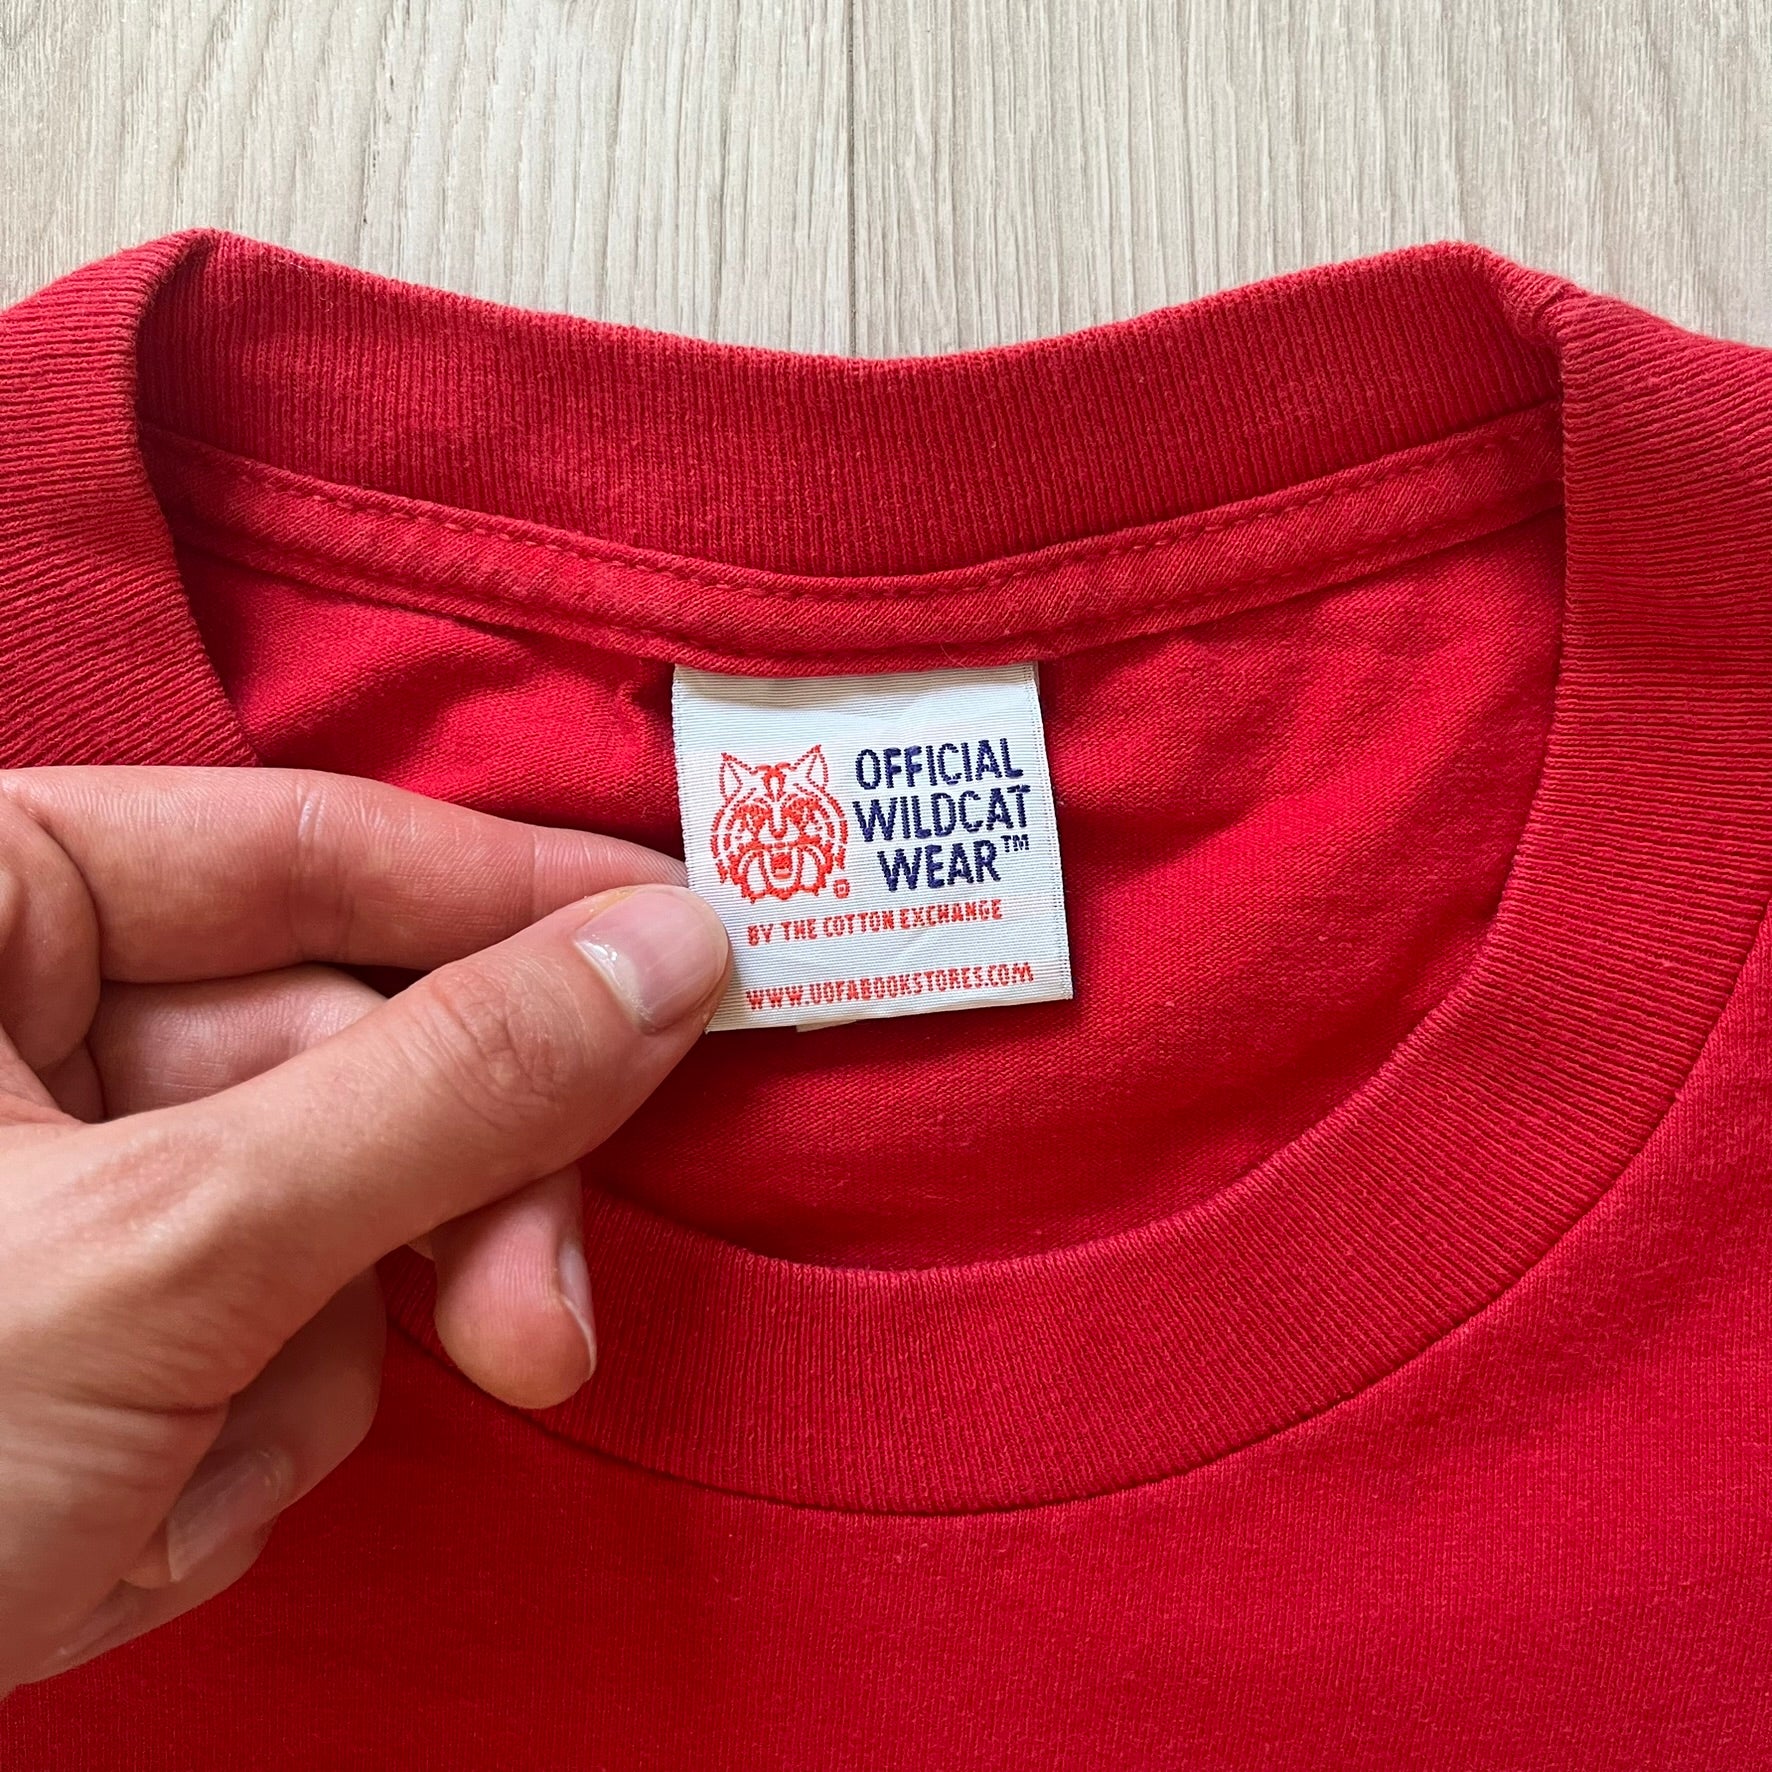 OFFICIAL
WILDCAT
WEAR™
®
BY THE COTTON EXCHANGE
WWW.UOFABOOKSTORES.COM